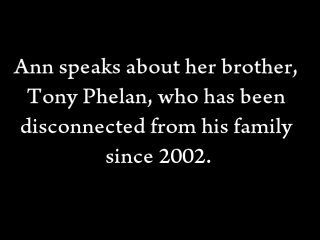 Ann speaks about her brother,
Tony Phelan, who has been
disconnected from his family
since 2002.